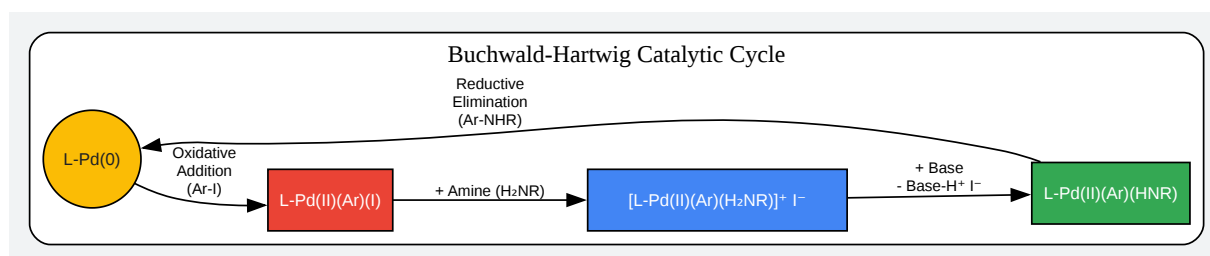 Buchwald-Hartwig Catalytic Cycle
Reductive
Elimination
(Ar-NHR)
L-Pd(0)
Oxidative
Addition
(Ar-I)
L-Pd(II)(Ar)(I)
+ Amine (H₂NR)
[L-Pd(II)(Ar)(H₂NR)]⁺ I⁻
+ Base
- Base-H⁺ I⁻
L-Pd(II)(Ar)(HNR)